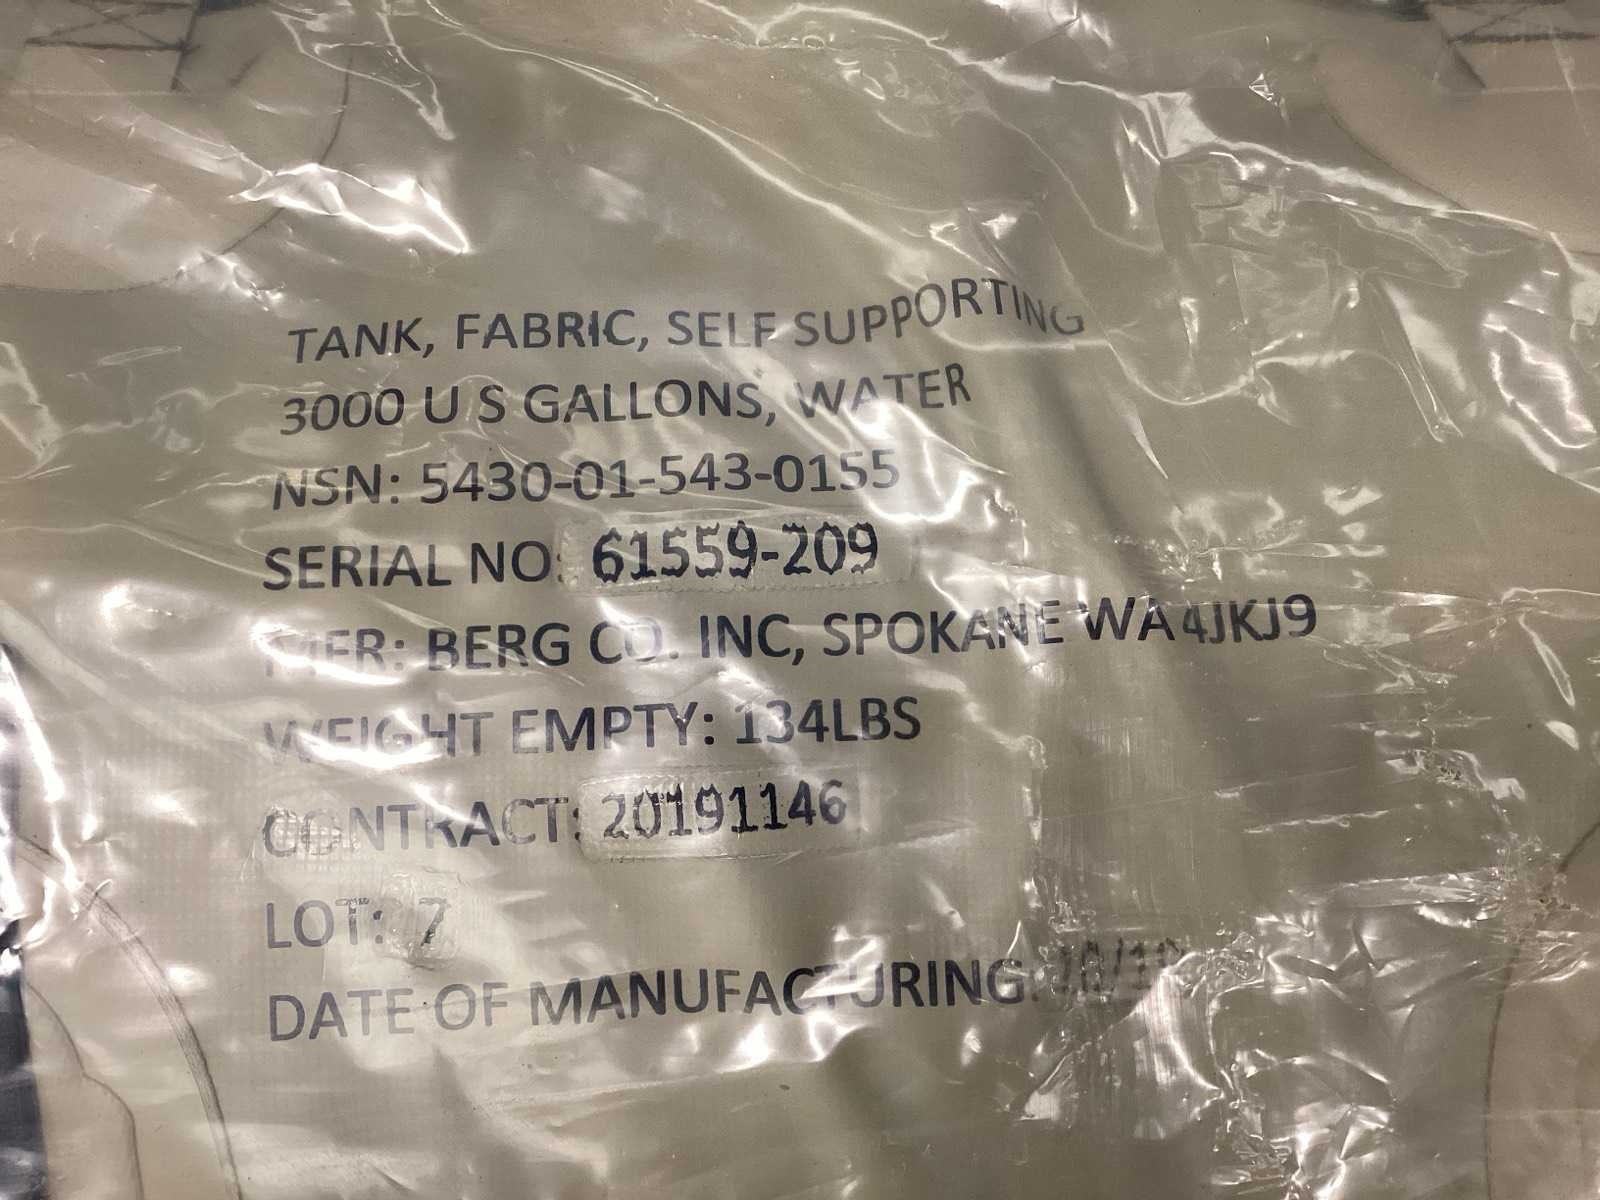 TANK, FABRIC, SELF SUPPORTING
3000 U S GALLONS, WATER
NSN: 5430-01-543-0155
SERIAL NO: 61559-209
MFR: BERG CO. INC, SPOKANE WA 4JKJ9
WEIGHT EMPTY: 134LBS
CONTRACT: 20191146
LOT: 7
DATE OF MANUFACTURING: